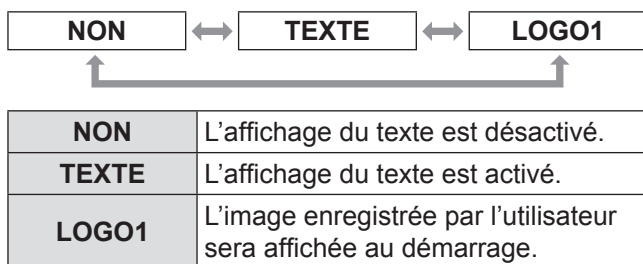 NON TEXTE LOGO1
NON L'affichage du texte est désactivé.
TEXTE L'affichage du texte est activé.
LOGO1 L'image enregistrée par l'utilisateur
sera affichée au démarrage.